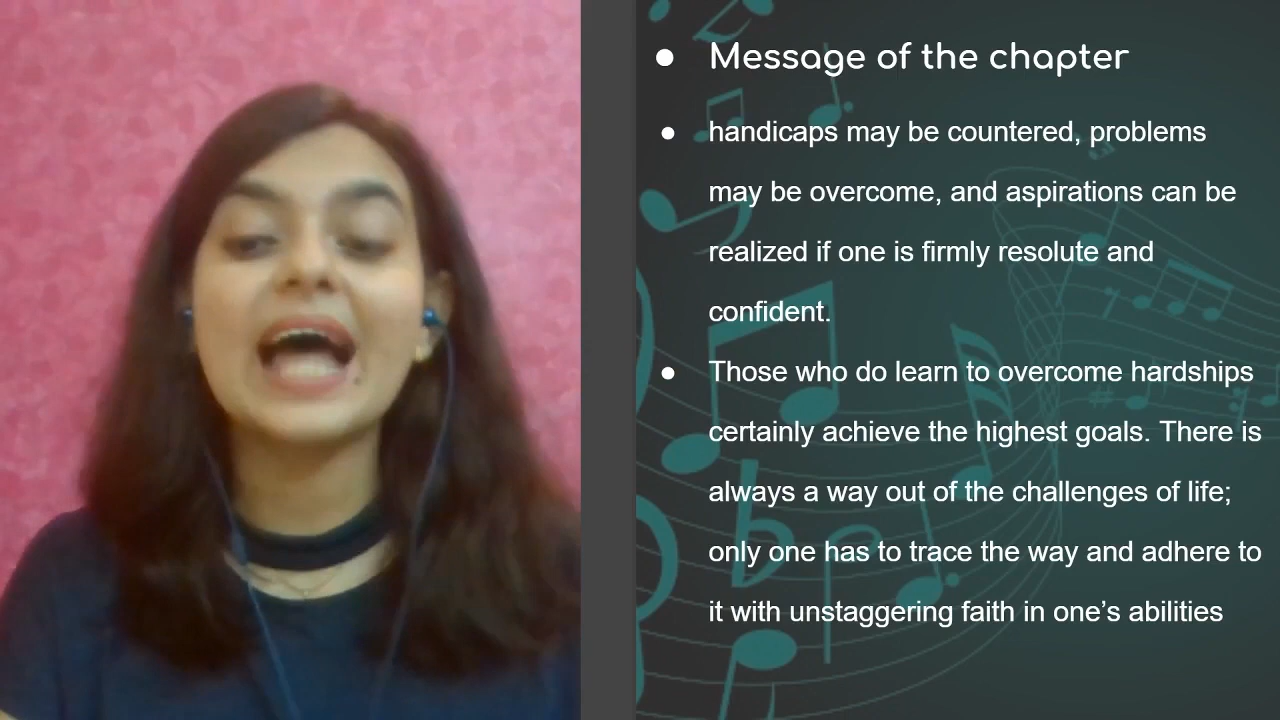 ● Message of the chapter
● handicaps may be countered, problems
may be overcome, and aspirations can be
realized if one is firmly resolute and
confident.
● Those who do learn to overcome hardships
certainly achieve the highest goals. There is
always a way out of the challenges of life;
only one has to trace the way and adhere to
it with unstaggering faith in one’s abilities